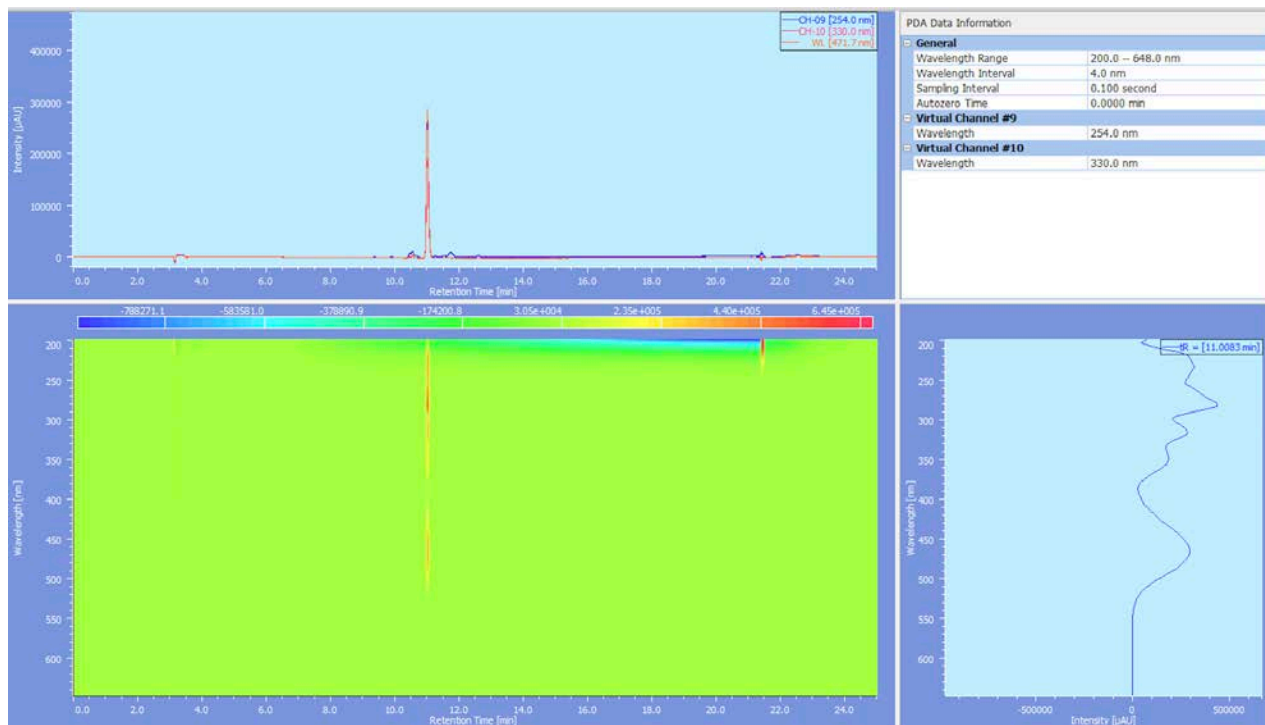 CH-09 [254.0 nm]
CH-10 [330.0 nm]
WL [471.7 nm]
Intensity [µAU]
400000
300000
200000
100000
0
0.0 2.0 4.0 6.0 8.0 10.0 12.0 14.0 16.0 18.0 20.0 22.0 24.0
Retention Time [min]
PDA Data Information
General
Wavelength Range 200.0 -- 648.0 nm
Wavelength Interval 4.0 nm
Sampling Interval 0.100 second
Autozero Time 0.0000 min
Virtual Channel #9
Wavelength 254.0 nm
Virtual Channel #10
Wavelength 330.0 nm
-788271.1 -583581.0 -378890.9 -174200.8 3.05e+004 2.35e+005 4.40e+005 6.45e+005
Wavelength [nm]
200
250
300
350
400
450
500
550
600
0.0 2.0 4.0 6.0 8.0 10.0 12.0 14.0 16.0 18.0 20.0 22.0 24.0
Retention Time [min]
tR = [11.0083 min]
Wavelength [nm]
200
250
300
350
400
450
500
550
600
-500000 0 500000
Intensity [µAU]